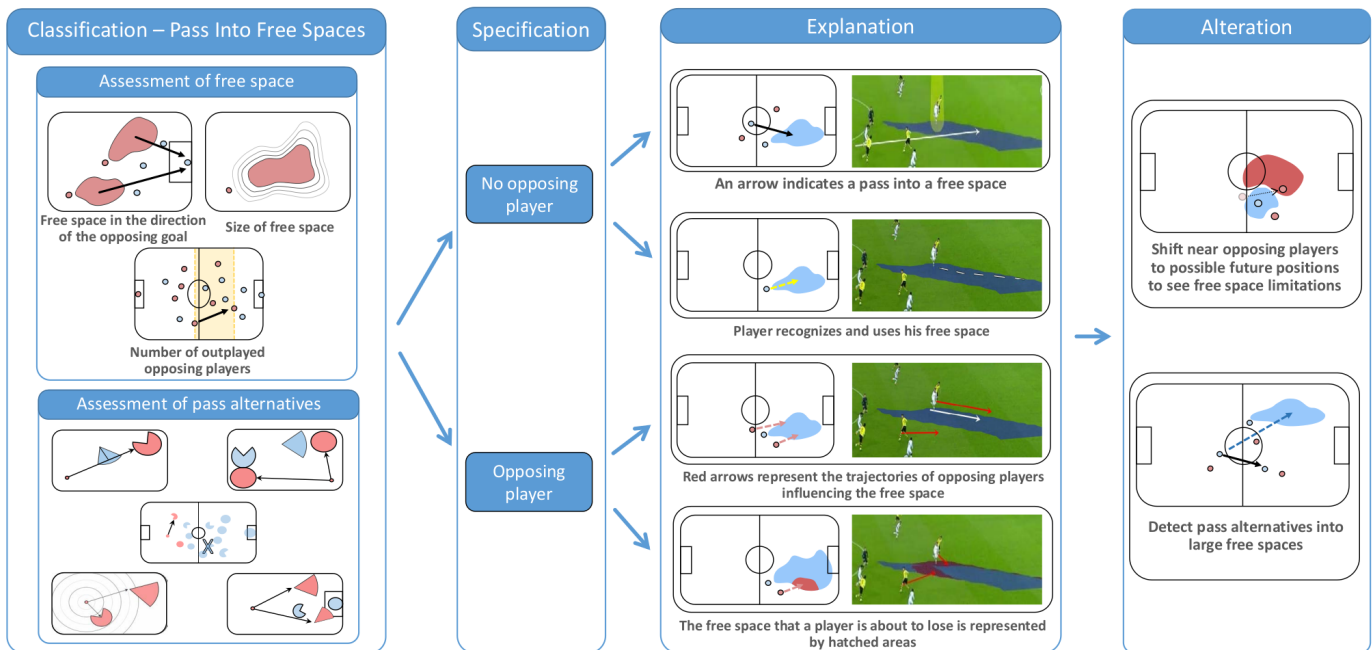 Classification – Pass Into Free Spaces
Assessment of free space
Free space in the direction
of the opposing goal
Size of free space
Number of outplayed
opposing players
Assessment of pass alternatives
X
Specification
No opposing
player
Opposing
player
Explanation
An arrow indicates a pass into a free space
Player recognizes and uses his free space
Red arrows represent the trajectories of opposing players
influencing the free space
The free space that a player is about to lose is represented
by hatched areas
Alteration
Shift near opposing players
to possible future positions
to see free space limitations
Detect pass alternatives into
large free spaces